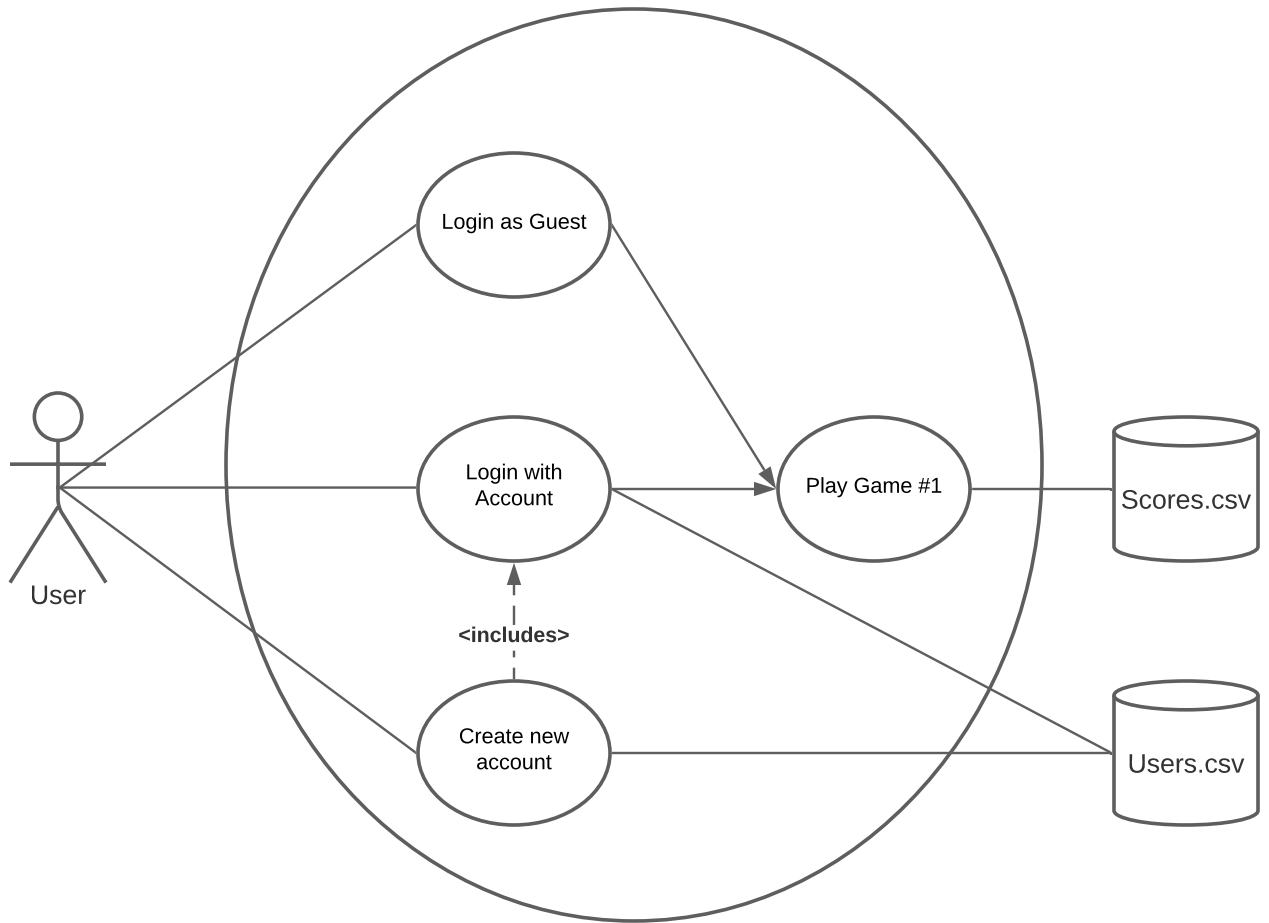 Login as Guest
Login with
Account
Play Game #1
Scores.csv
User
<includes>
Create new
account
Users.csv